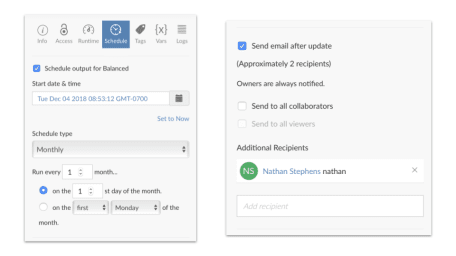 Info Access Runtime Schedule Tags {x} Vars Logs
Schedule output for Balanced
Start date & time
Tue Dec 04 2018 08:53:12 GMT-0700
Set to Now
Schedule type
Monthly
Run every 1 month...
on the 1 st day of the month.
on the first Monday of the
month.
Send email after update
(Approximately 2 recipients)
Owners are always notified.
Send to all collaborators
Send to all viewers
Additional Recipients
NS Nathan Stephens nathan ×
Add recipient